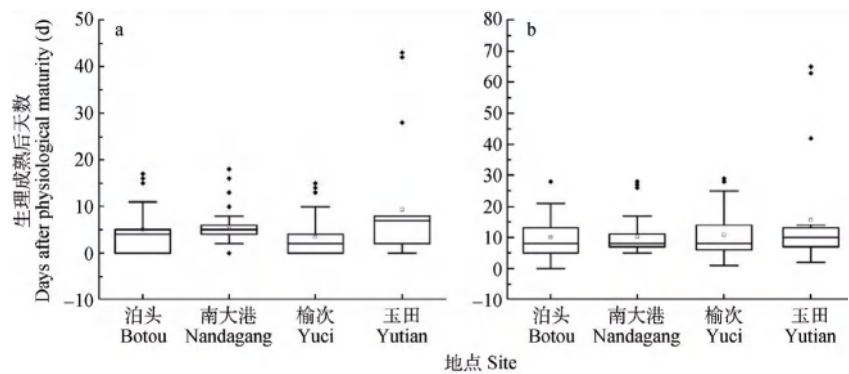 生理成熟后天数
Days after physiological maturity (d)
a
50
40
30
20
10
0
-10
泊头 南大港 榆次 玉田
Botou Nandagang Yuci Yutian
b
80
70
60
50
40
30
20
10
0
-10
泊头 南大港 榆次 玉田
Botou Nandagang Yuci Yutian
地点 Site